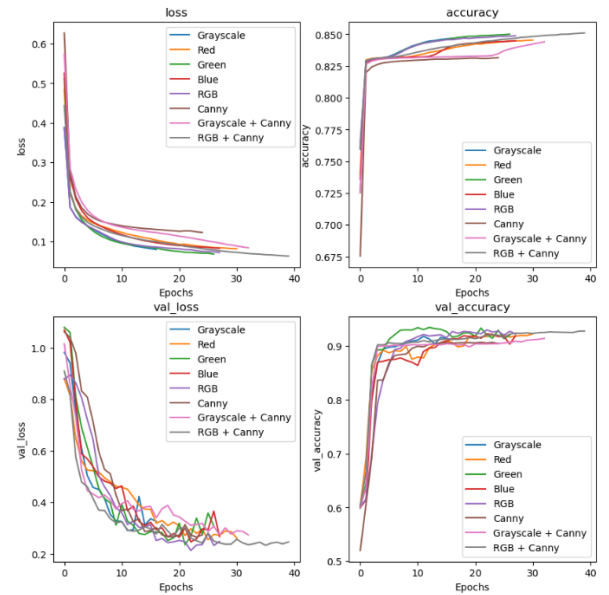 loss
loss
0.6
0.5
0.4
0.3
0.2
0.1
0
10
20
30
40
Epochs
Grayscale
Red
Green
Blue
RGB
Canny
Grayscale + Canny
RGB + Canny
accuracy
accuracy
0.850
0.825
0.800
0.775
0.750
0.725
0.700
0.675
0
10
20
30
40
Epochs
Grayscale
Red
Green
Blue
RGB
Canny
Grayscale + Canny
RGB + Canny
val_loss
val_loss
1.0
0.8
0.6
0.4
0.2
0
10
20
30
40
Epochs
Grayscale
Red
Green
Blue
RGB
Canny
Grayscale + Canny
RGB + Canny
val_accuracy
val_accuracy
1.0
0.9
0.8
0.7
0.6
0.5
0
10
20
30
40
Epochs
Grayscale
Red
Green
Blue
RGB
Canny
Grayscale + Canny
RGB + Canny